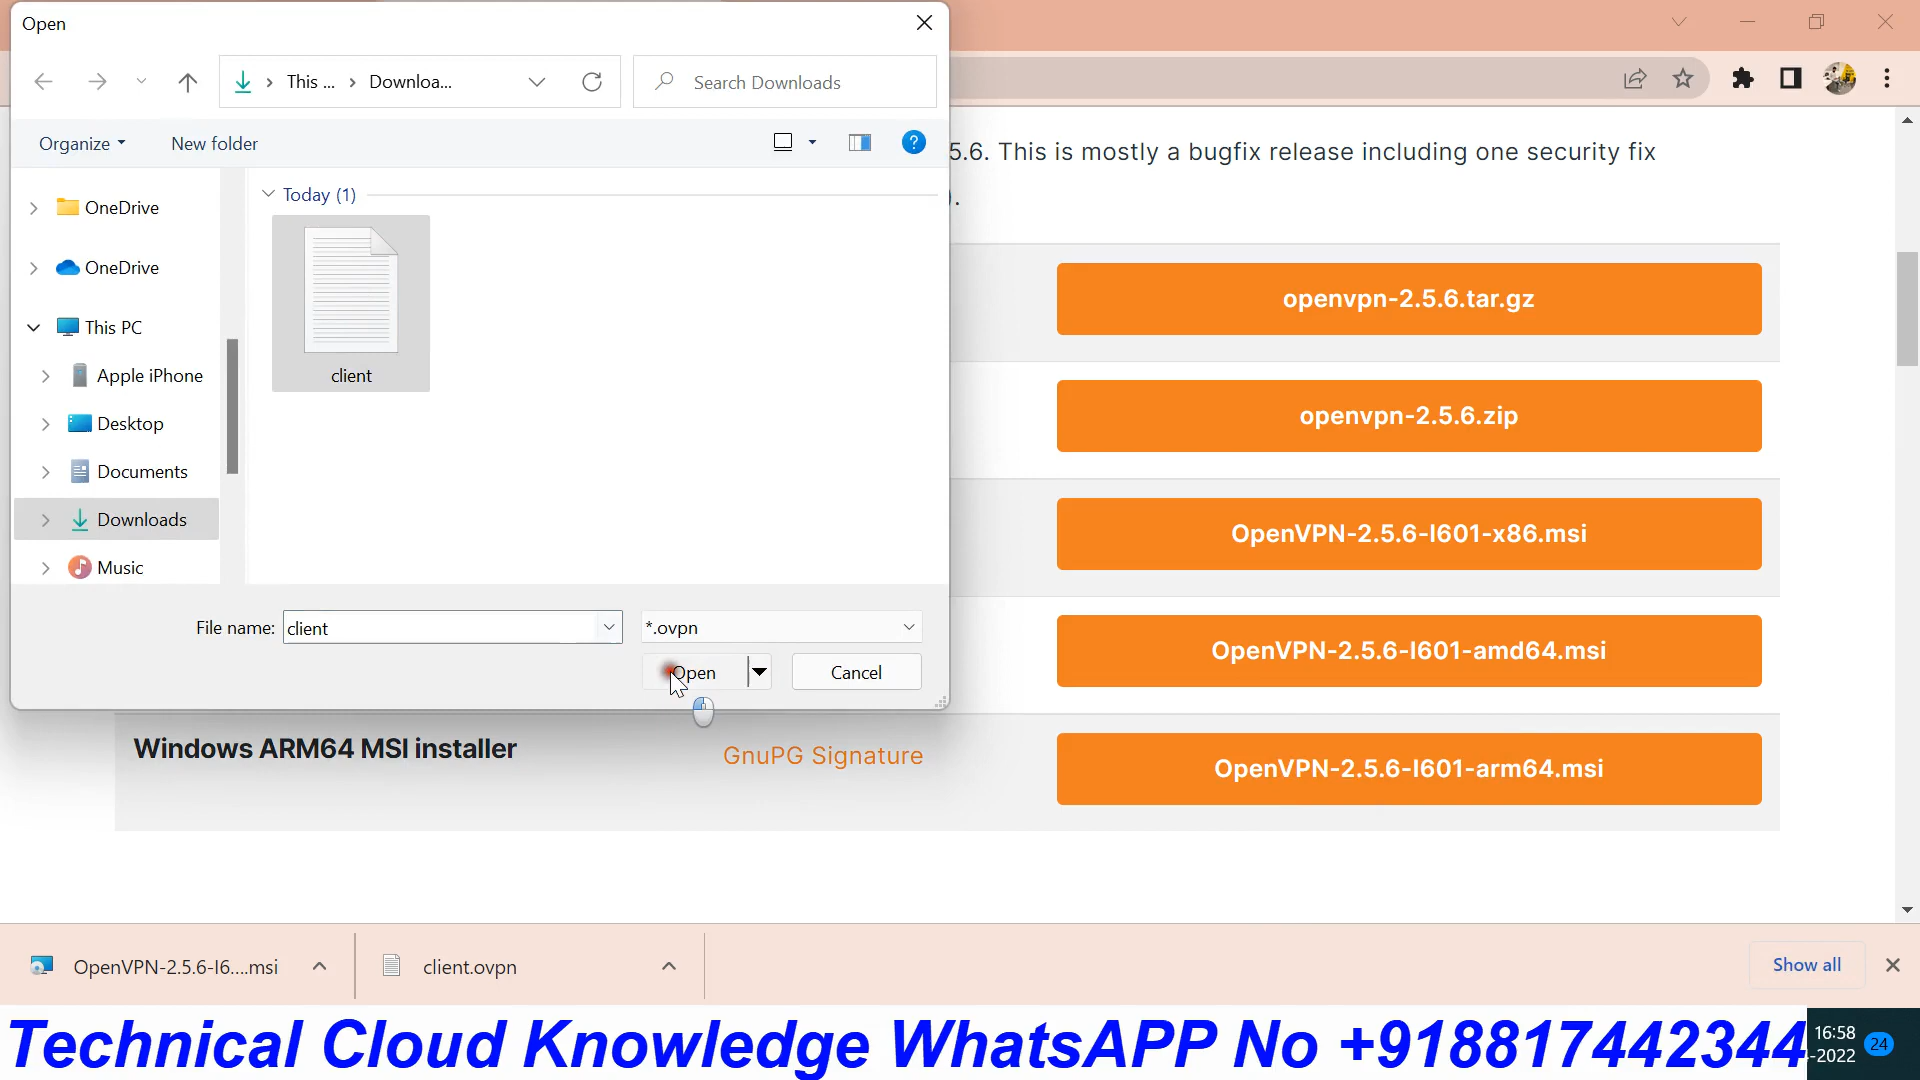 Open
This ...
Downloa...
Search Downloads
Organize
New folder
?
OneDrive
OneDrive
This PC
Apple iPhone
Desktop
Documents
Downloads
Music
Today (1)
client
File name:
client
*.ovpn
Open
Cancel
5.6. This is mostly a bugfix release including one security fix
).
openvpn-2.5.6.tar.gz
openvpn-2.5.6.zip
OpenVPN-2.5.6-I601-x86.msi
OpenVPN-2.5.6-I601-amd64.msi
Windows ARM64 MSI installer
GnuPG Signature
OpenVPN-2.5.6-I601-arm64.msi
OpenVPN-2.5.6-I6....msi
client.ovpn
Show all
Technical Cloud Knowledge WhatsAPP No +918817442344
16:58
-2022
24